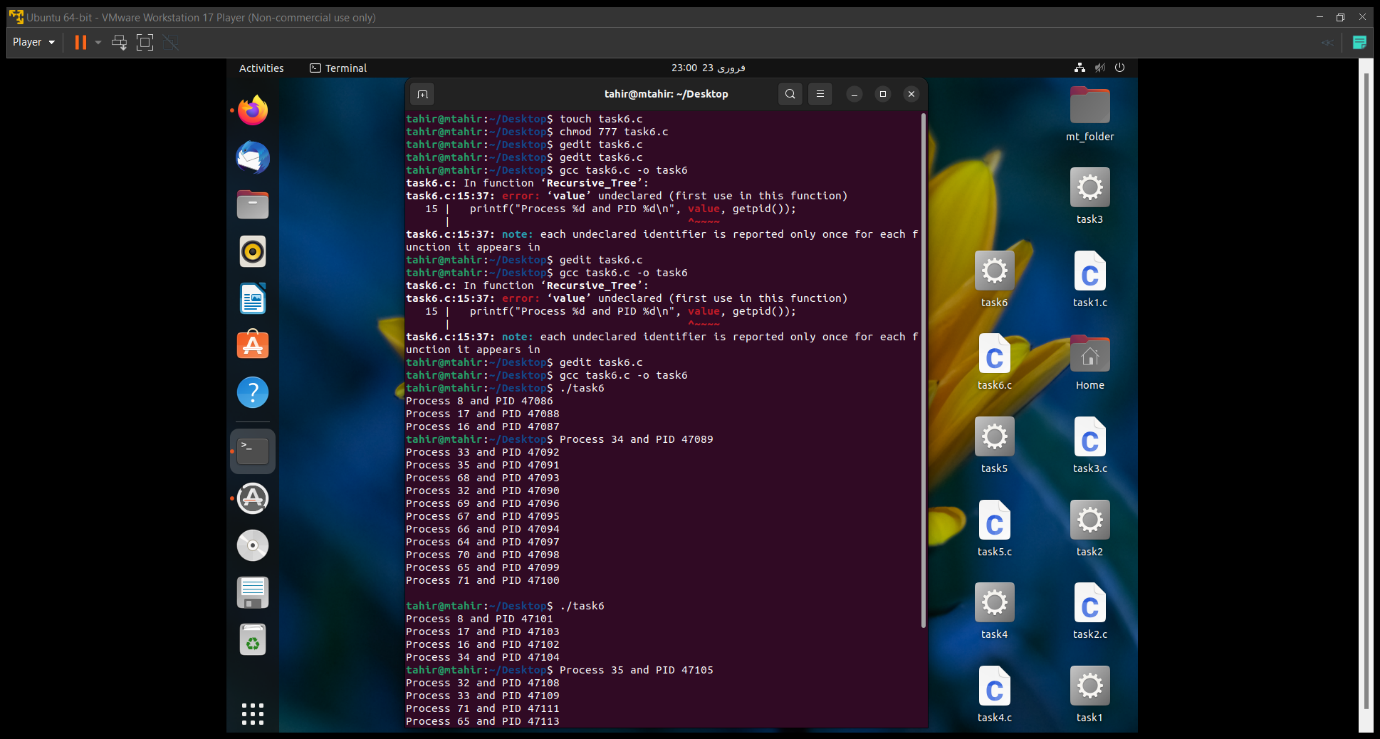 Ubuntu 64-bit - VMware Workstation 17 Player (Non-commercial use only)
Player
Activities
Terminal
23:00 23 فروری
tahir@mtahir: ~/Desktop
tahir@mtahir:~/Desktop$ touch task6.c
tahir@mtahir:~/Desktop$ chmod 777 task6.c
tahir@mtahir:~/Desktop$ gedit task6.c
tahir@mtahir:~/Desktop$ gedit task6.c
tahir@mtahir:~/Desktop$ gcc task6.c -o task6
task6.c: In function ‘Recursive_Tree’:
task6.c:15:37: error: ‘value’ undeclared (first use in this function)
   15 |   printf("Process %d and PID %d\n", value, getpid());
      |                                     ^~~~~
task6.c:15:37: note: each undeclared identifier is reported only once for each f
unction it appears in
tahir@mtahir:~/Desktop$ gedit task6.c
tahir@mtahir:~/Desktop$ gcc task6.c -o task6
task6.c: In function ‘Recursive_Tree’:
task6.c:15:37: error: ‘value’ undeclared (first use in this function)
   15 |   printf("Process %d and PID %d\n", value, getpid());
      |                                     ^~~~~
task6.c:15:37: note: each undeclared identifier is reported only once for each f
unction it appears in
tahir@mtahir:~/Desktop$ gedit task6.c
tahir@mtahir:~/Desktop$ gcc task6.c -o task6
tahir@mtahir:~/Desktop$ ./task6
Process 8 and PID 47086
Process 17 and PID 47088
Process 16 and PID 47087
tahir@mtahir:~/Desktop$ Process 34 and PID 47089
Process 33 and PID 47092
Process 35 and PID 47091
Process 68 and PID 47093
Process 32 and PID 47090
Process 69 and PID 47096
Process 67 and PID 47095
Process 66 and PID 47094
Process 64 and PID 47097
Process 70 and PID 47098
Process 65 and PID 47099
Process 71 and PID 47100
tahir@mtahir:~/Desktop$ ./task6
Process 8 and PID 47101
Process 17 and PID 47103
Process 16 and PID 47102
Process 34 and PID 47104
tahir@mtahir:~/Desktop$ Process 35 and PID 47105
Process 32 and PID 47108
Process 33 and PID 47109
Process 71 and PID 47111
Process 65 and PID 47113
mt_folder
task3
task6
task1.c
task6.c
Home
task5
task3.c
task5.c
task2
task4
task2.c
task4.c
task1